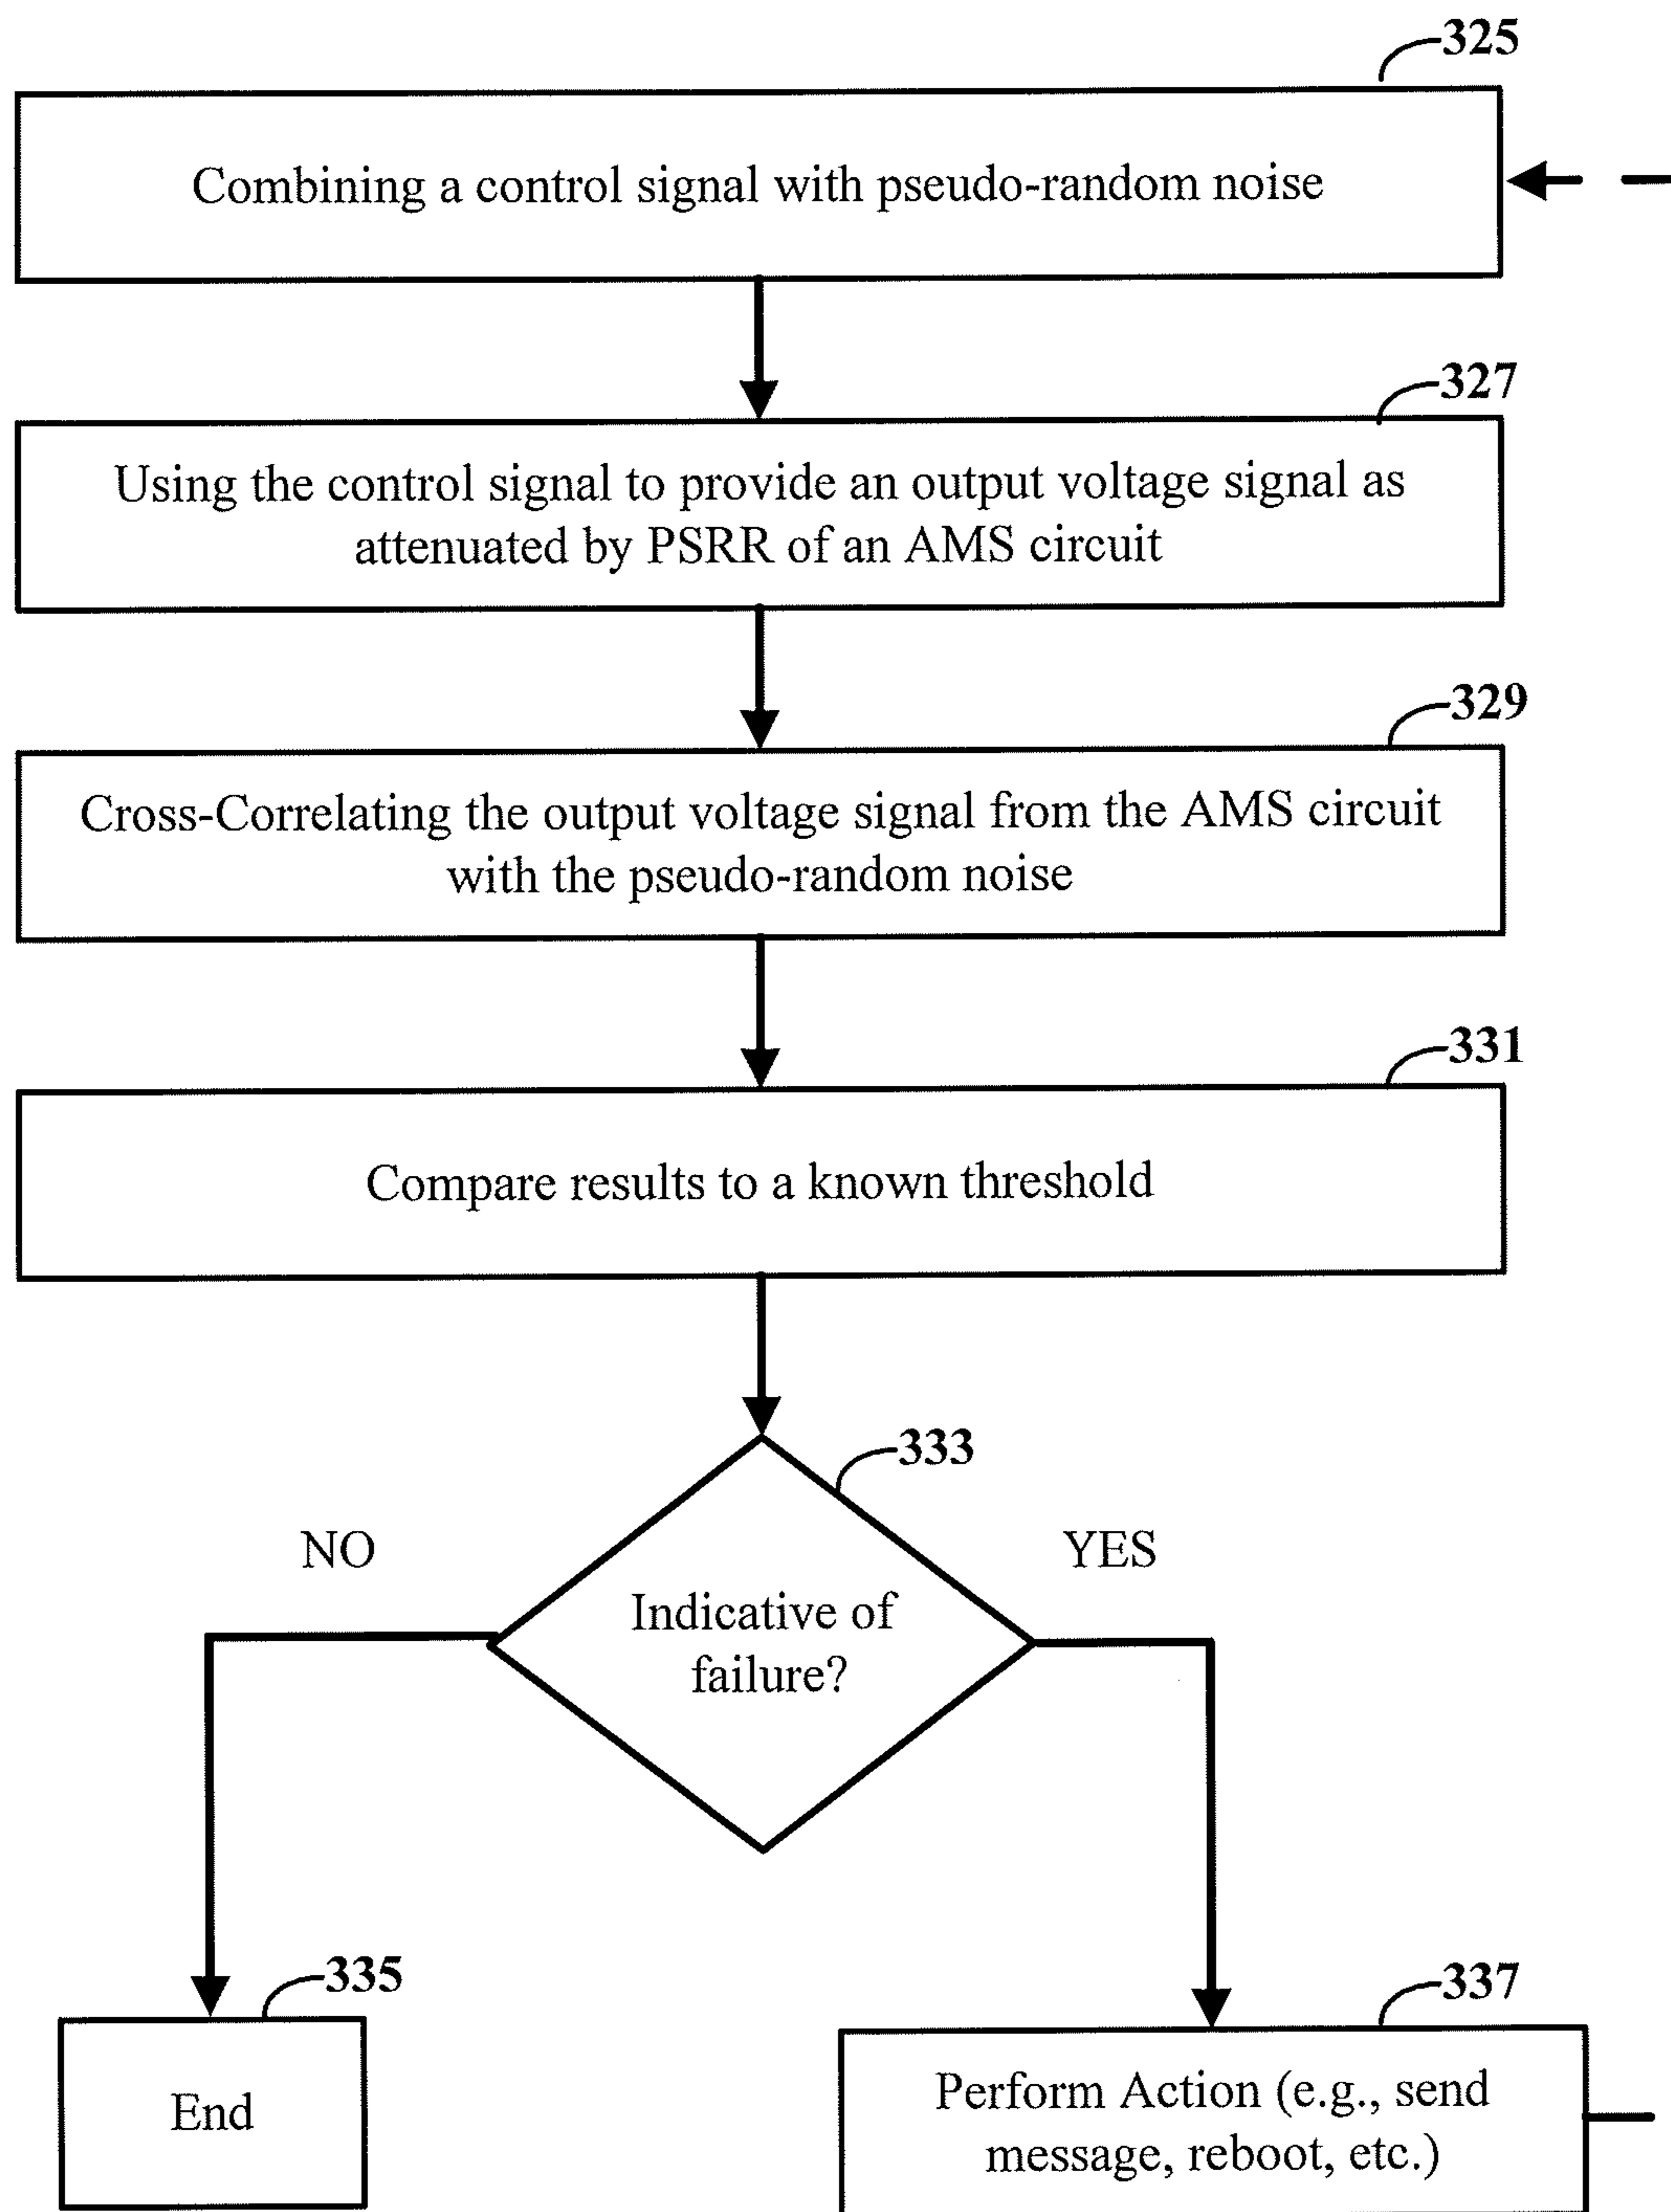 325
Combining a control signal with pseudo-random noise
327
Using the control signal to provide an output voltage signal as
attenuated by PSRR of an AMS circuit
329
Cross-Correlating the output voltage signal from the AMS circuit
with the pseudo-random noise
331
Compare results to a known threshold
333
NO
YES
Indicative of
failure?
335
End
337
Perform Action (e.g., send
message, reboot, etc.)